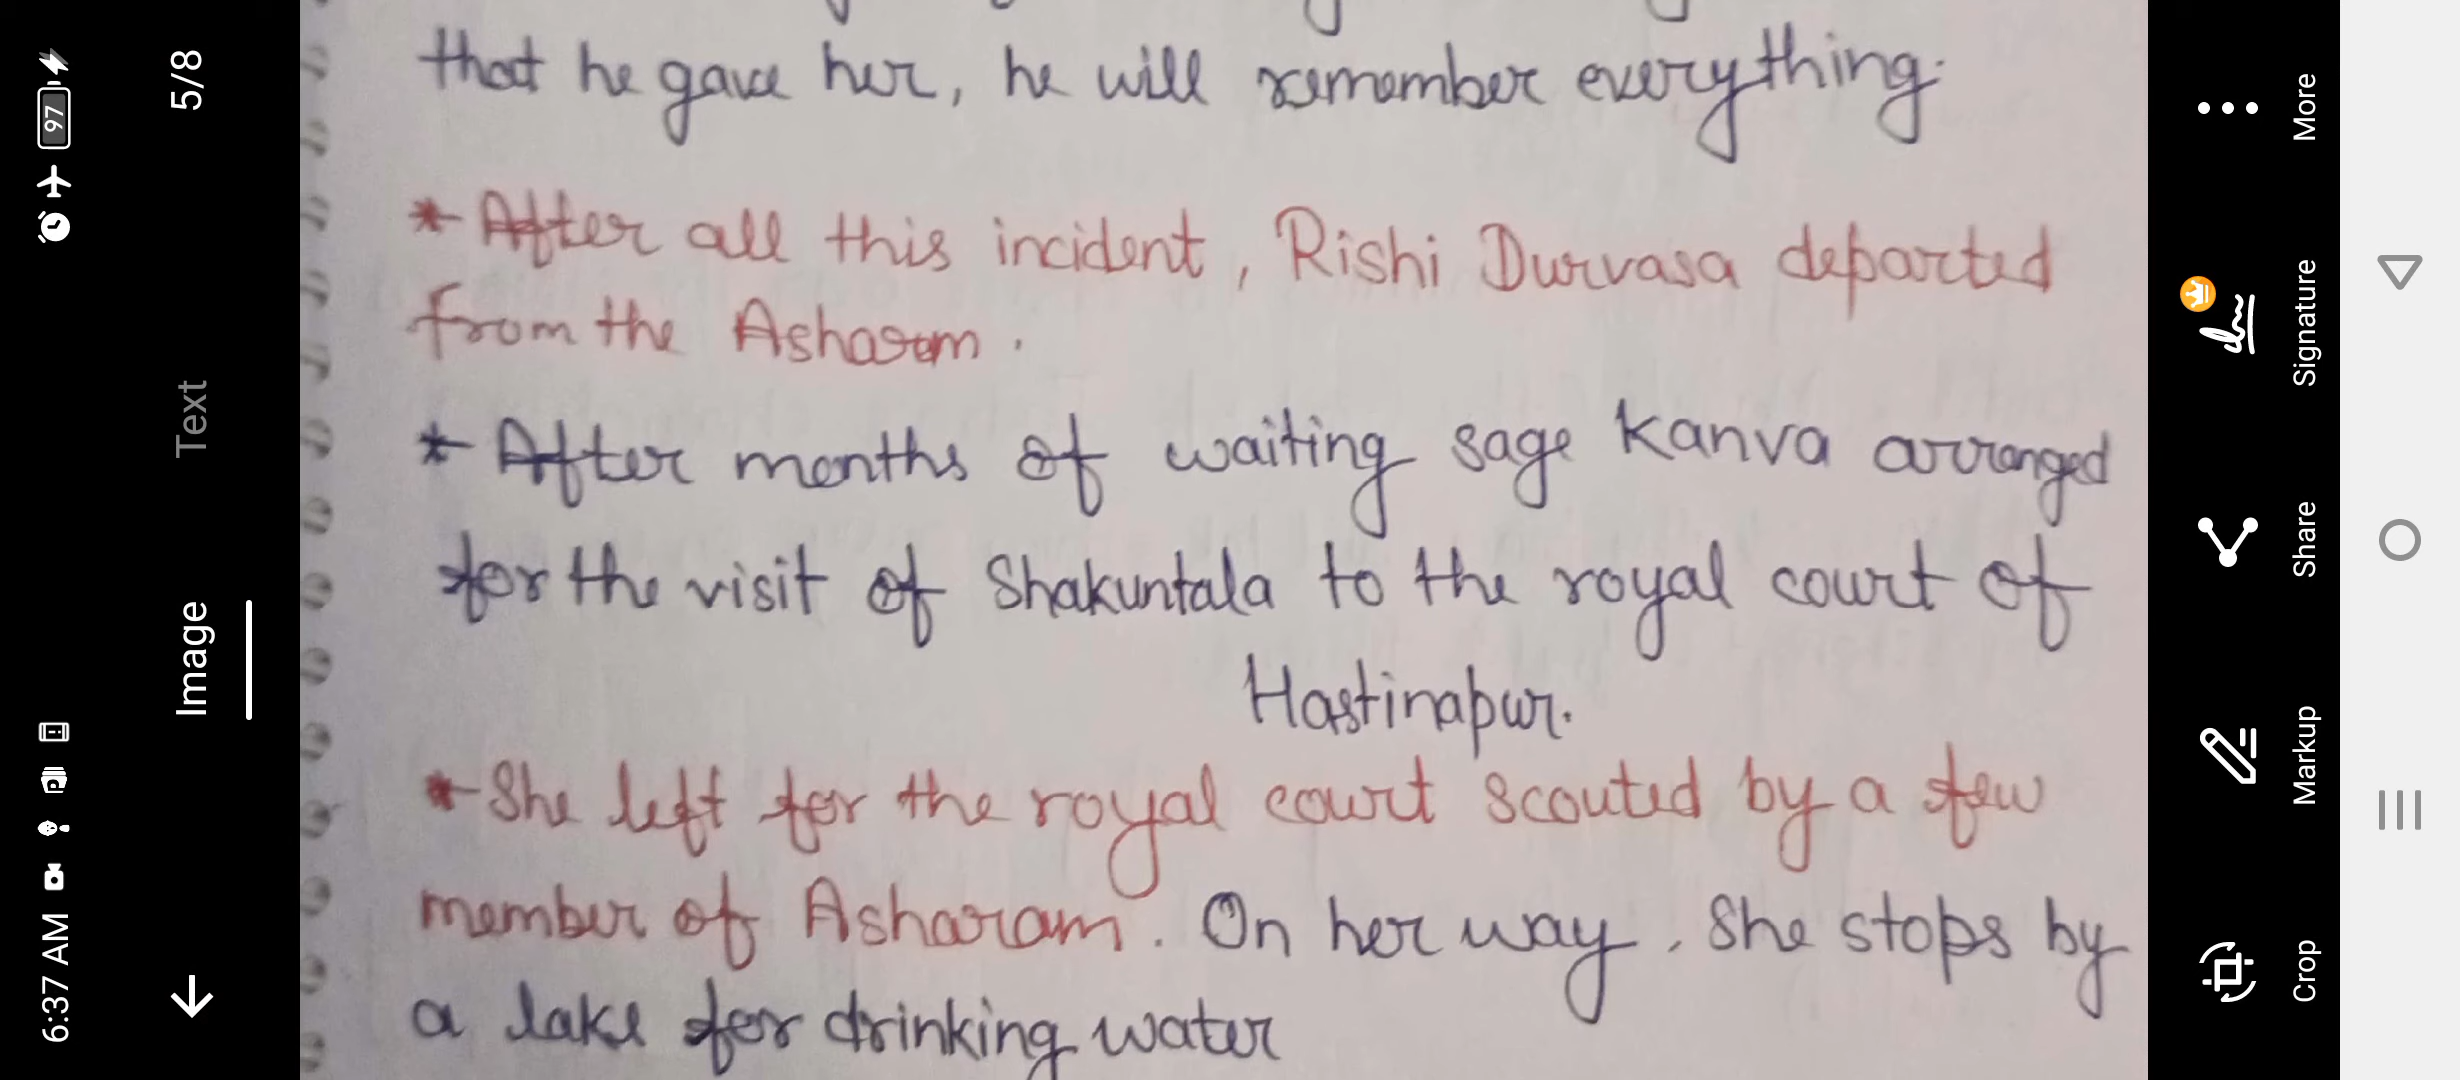 that he gave her, he will remember everything.
* After all this incident, Rishi Durvasa departed
from the Asharam.
* After months of waiting sage Kanva arranged
for the visit of Shakuntala to the royal court of
Hastinapur.
* She left for the royal court scouted by a few
member of Asharam. On her way, She stops by
a lake for drinking water
6:37 AM
97
5/8
Text
Image
More
Signature
Share
Markup
Crop